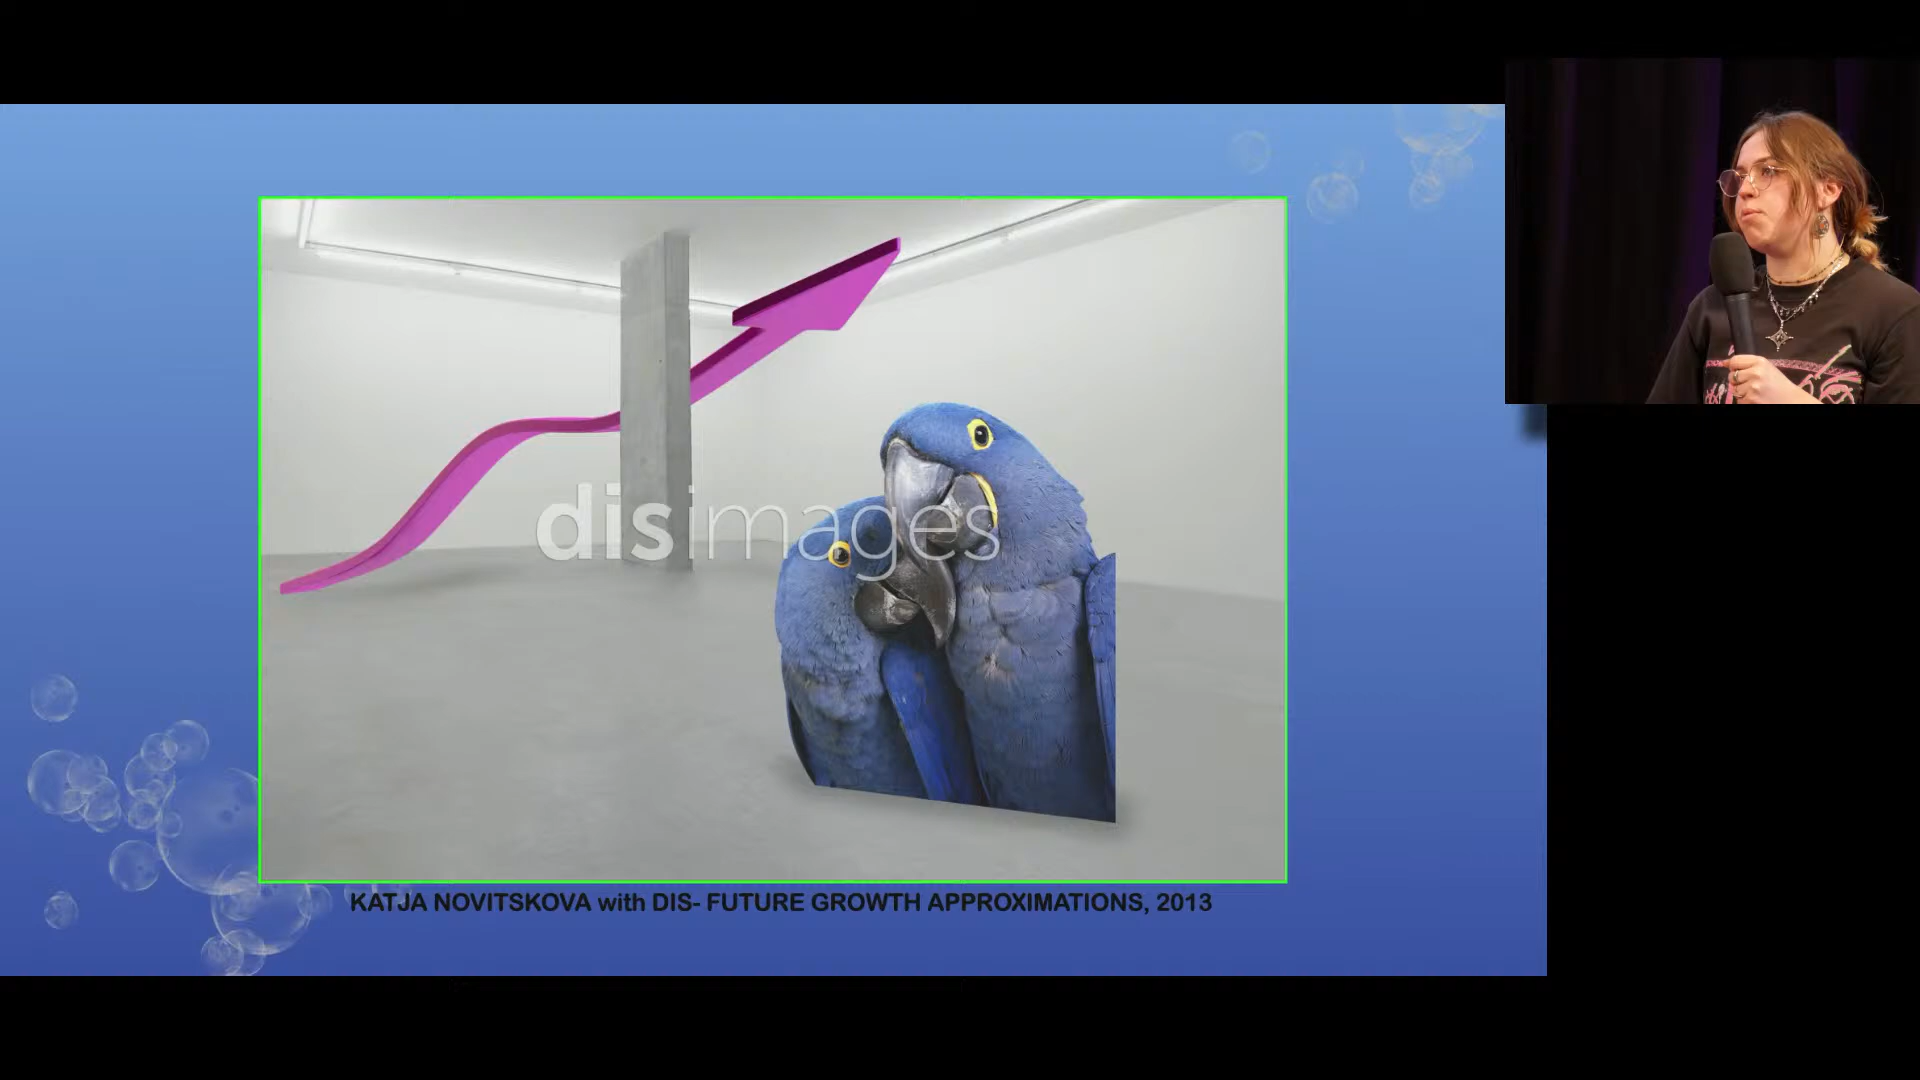 disimages
KATJA NOVITSKOVA with DIS- FUTURE GROWTH APPROXIMATIONS, 2013